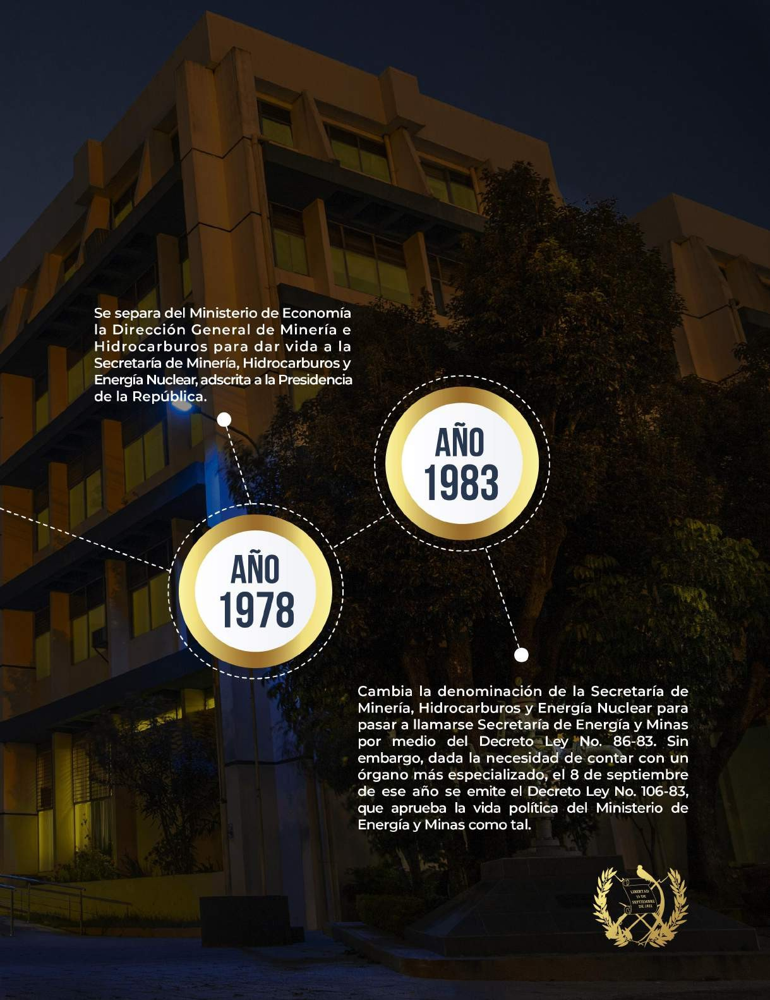 Se separa del Ministerio de Economía
la Dirección General de Minería e
Hidrocarburos para dar vida a la
Secretaría de Minería, Hidrocarburos y
Energía Nuclear, adscrita a la Presidencia
de la República.
AÑO
1978
AÑO
1983
Cambia la denominación de la Secretaría de
Minería, Hidrocarburos y Energía Nuclear para
pasar a llamarse Secretaría de Energía y Minas
por medio del Decreto Ley No. 86-83. Sin
embargo, dada la necesidad de contar con un
órgano más especializado, el 8 de septiembre
de ese año se emite el Decreto Ley No. 106-83,
que aprueba la vida política del Ministerio de
Energía y Minas como tal.
LIBERTAD
15 DE
SEPTIEMBRE
DE 1821